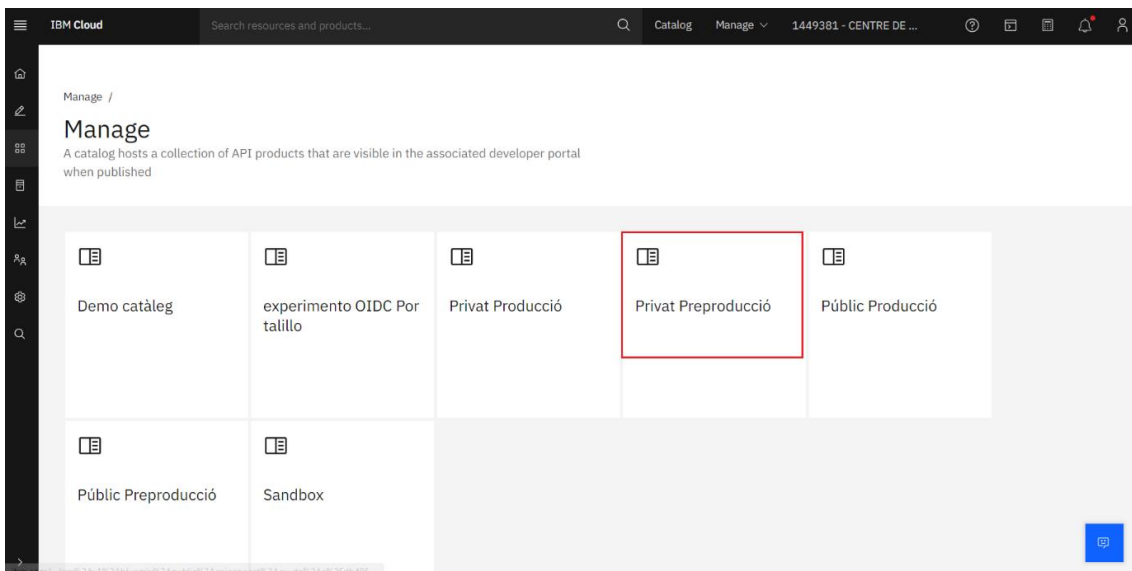 IBM Cloud
Search resources and products...
Catalog
Manage
1449381 - CENTRE DE ...
Manage /
Manage
A catalog hosts a collection of API products that are visible in the associated developer portal
when published
Demo catàleg
experimento OIDC Por
talillo
Privat Producció
Privat Preproducció
Públic Producció
Públic Preproducció
Sandbox